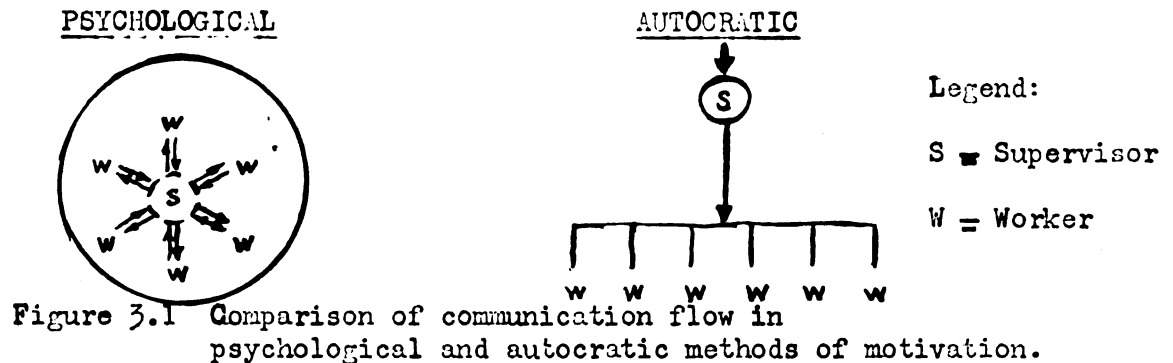 PSYCHOLOGICAL
W
W W
S
W W
W
AUTOCRATIC
S
W W W W W W
Legend:
S = Supervisor
W = Worker
Figure 3.1 Comparison of communication flow in
psychological and autocratic methods of motivation.